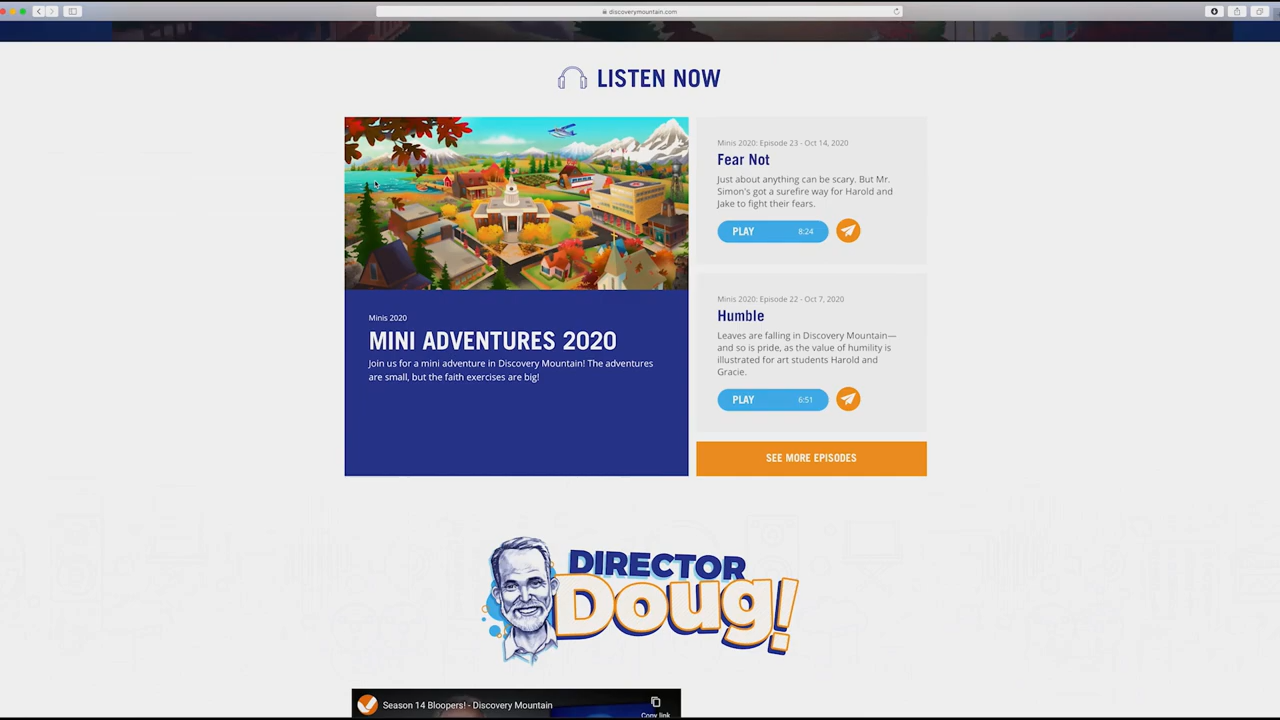 discoverymountain.com
LISTEN NOW
Minis 2020
MINI ADVENTURES 2020
Join us for a mini adventure in Discovery Mountain! The adventures
are small, but the faith exercises are big!
Minis 2020: Episode 23 - Oct 14, 2020
Fear Not
Just about anything can be scary. But Mr.
Simon's got a surefire way for Harold and
Jake to fight their fears.
PLAY 8:24
Minis 2020: Episode 22 - Oct 7, 2020
Humble
Leaves are falling in Discovery Mountain—
and so is pride, as the value of humility is
illustrated for art students Harold and
Gracie.
PLAY 6:51
SEE MORE EPISODES
DIRECTOR
Doug!
Season 14 Bloopers! - Discovery Mountain
Copy link